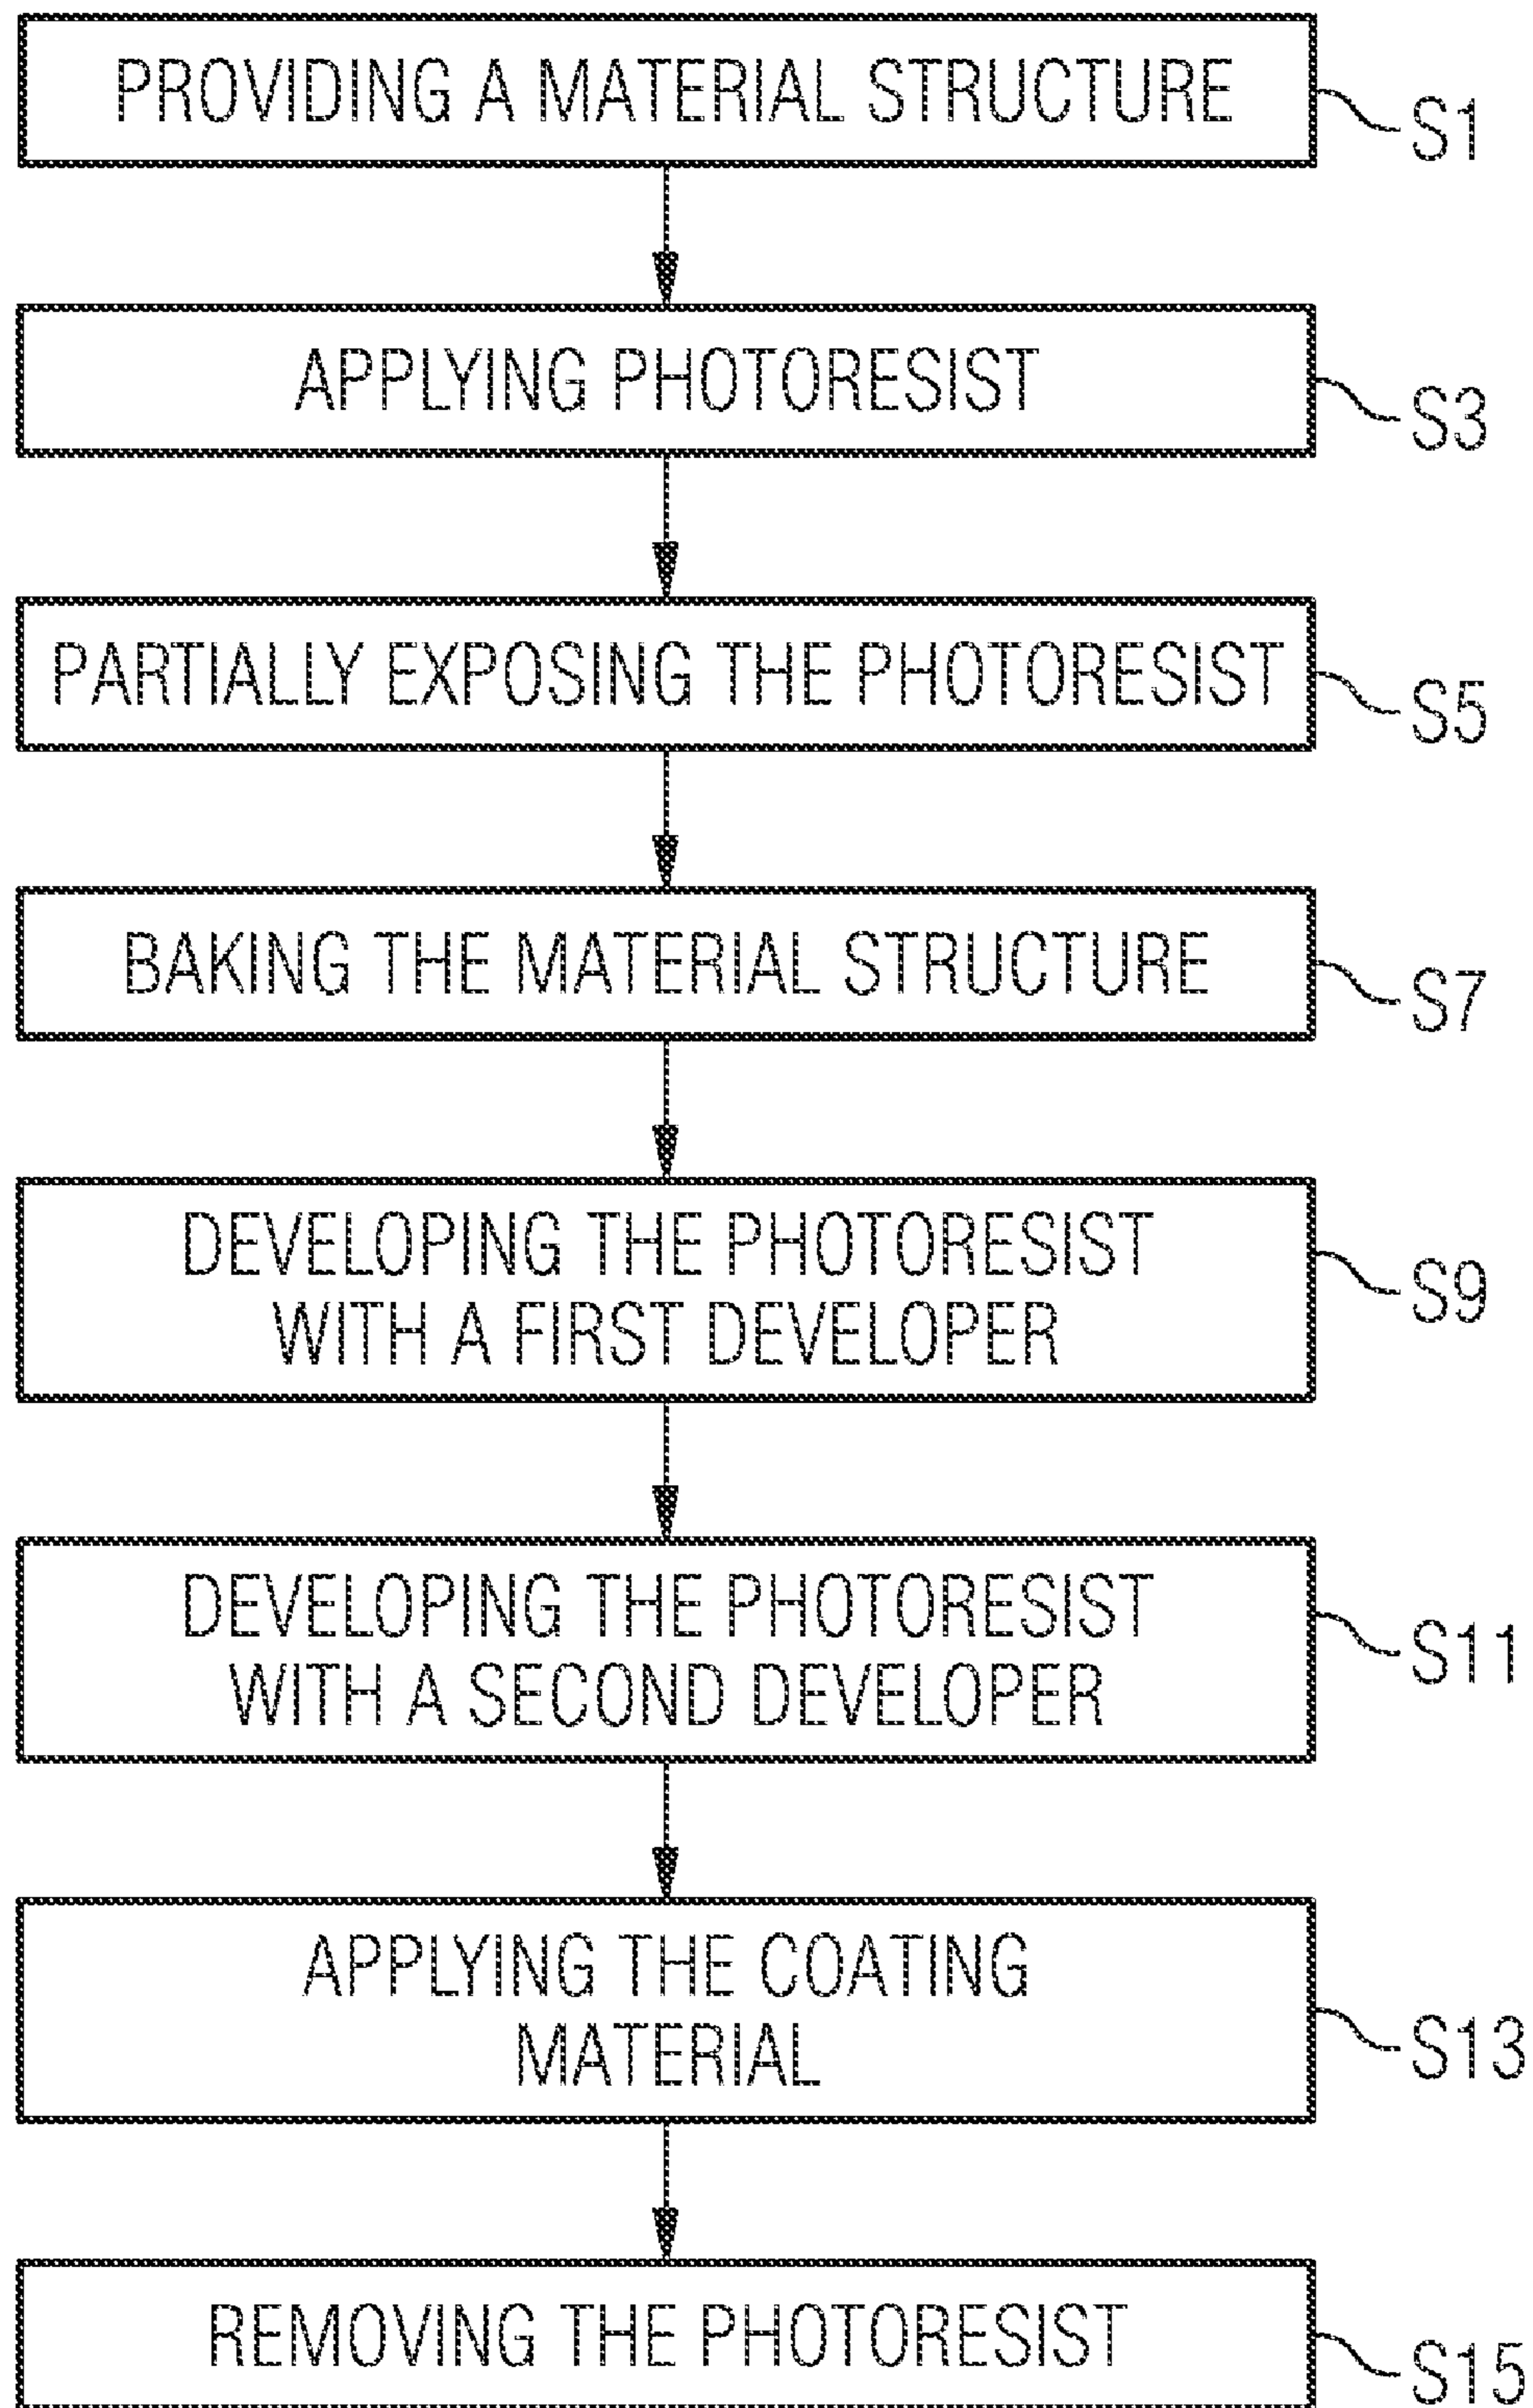 PROVIDING A MATERIAL STRUCTURE
S1
APPLYING PHOTORESIST
S3
PARTIALLY EXPOSING THE PHOTORESIST
S5
BAKING THE MATERIAL STRUCTURE
S7
DEVELOPING THE PHOTORESIST
WITH A FIRST DEVELOPER
S9
DEVELOPING THE PHOTORESIST
WITH A SECOND DEVELOPER
S11
APPLYING THE COATING
MATERIAL
S13
REMOVING THE PHOTORESIST
S15